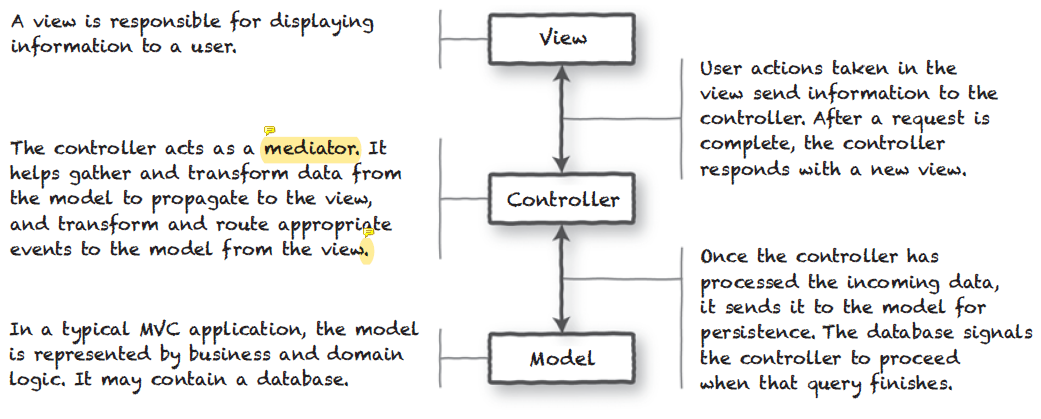 A view is responsible for displaying
information to a user.
View
User actions taken in the
view send information to the
controller. After a request is
complete, the controller
responds with a new view.
The controller acts as a mediator. It
helps gather and transform data from
the model to propagate to the view,
and transform and route appropriate
events to the model from the view.
Controller
Once the controller has
processed the incoming data,
it sends it to the model for
persistence. The database signals
the controller to proceed
when that query finishes.
In a typical MVC application, the model
is represented by business and domain
logic. It may contain a database.
Model